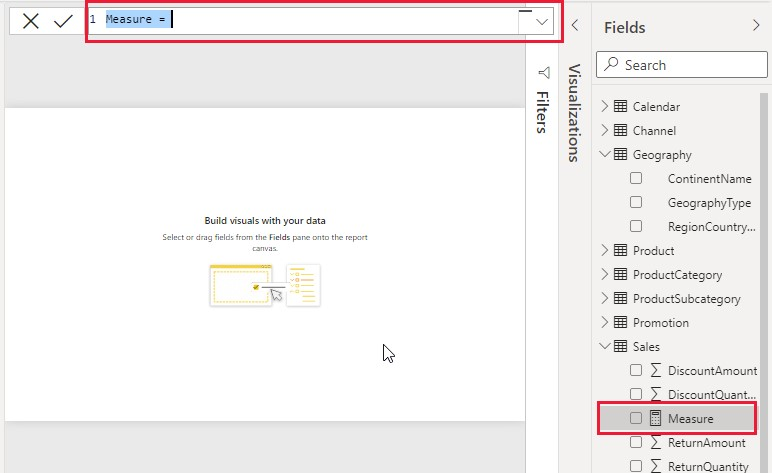 1 Measure =
Build visuals with your data
Select or drag fields from the Fields pane onto the report
canvas.
Filters
Visualizations
Fields
Search
Calendar
Channel
Geography
ContinentName
GeographyType
RegionCountry...
Product
ProductCategory
ProductSubcategory
Promotion
Sales
DiscountAmount
DiscountQuant...
Measure
ReturnAmount
ReturnQuantity